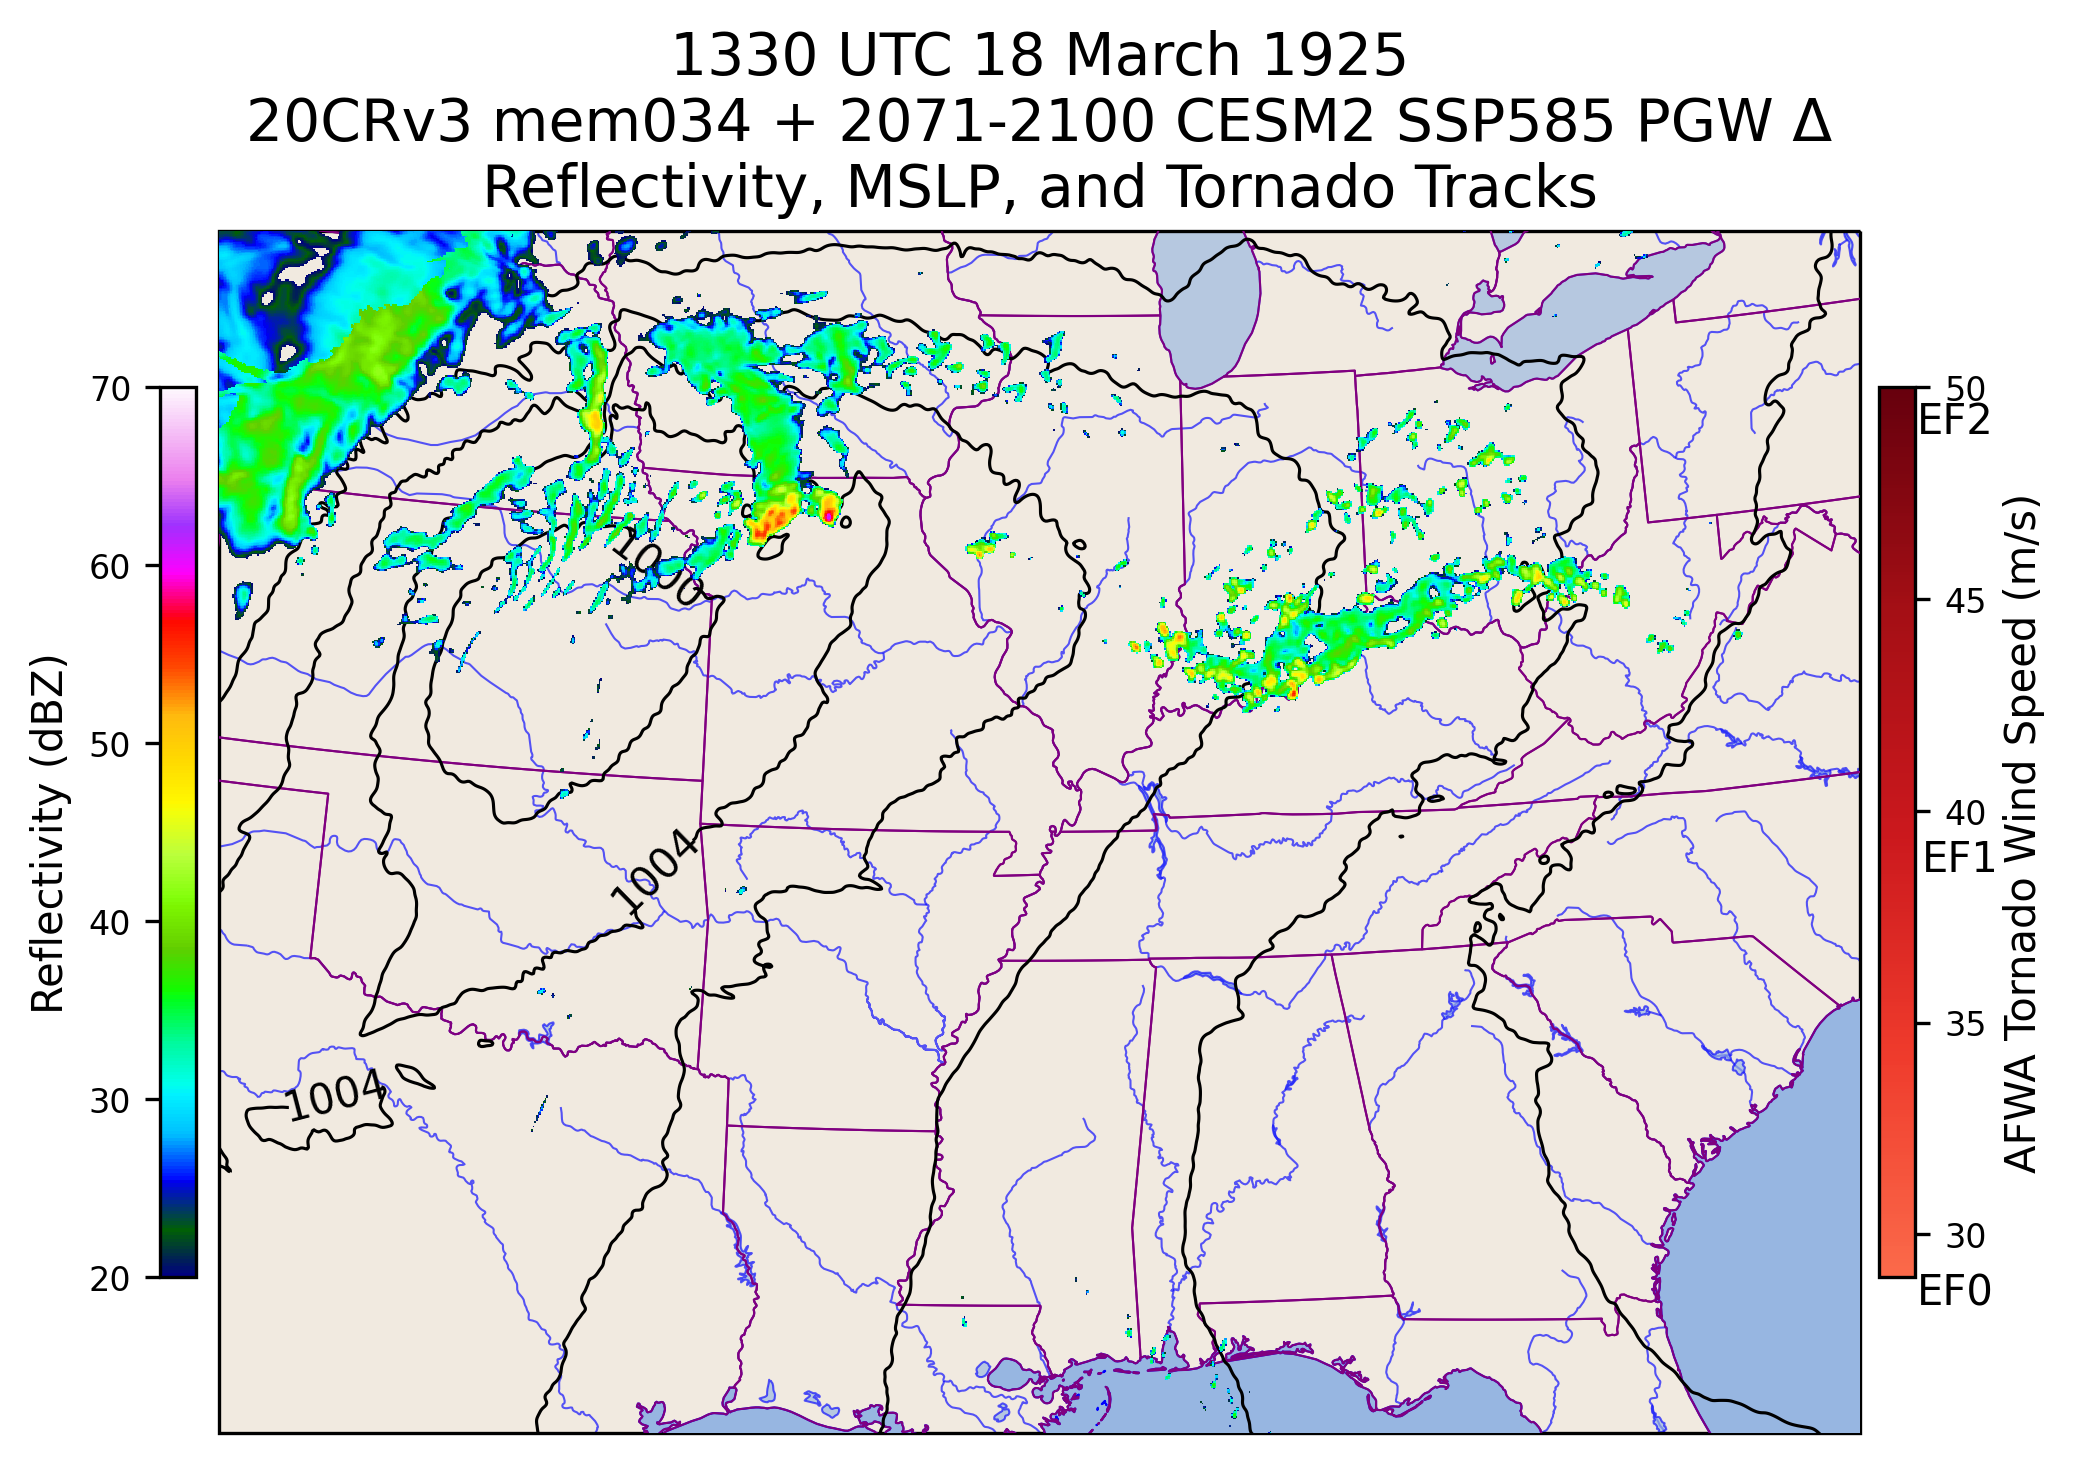 1330 UTC 18 March 1925
20CRv3 mem034 + 2071-2100 CESM2 SSP585 PGW Δ
Reflectivity, MSLP, and Tornado Tracks
70
60
50
40
30
20
Reflectivity (dBZ)
1000
1004
1004
50
EF2
45
40
EF1
35
30
EF0
AFWA Tornado Wind Speed (m/s)